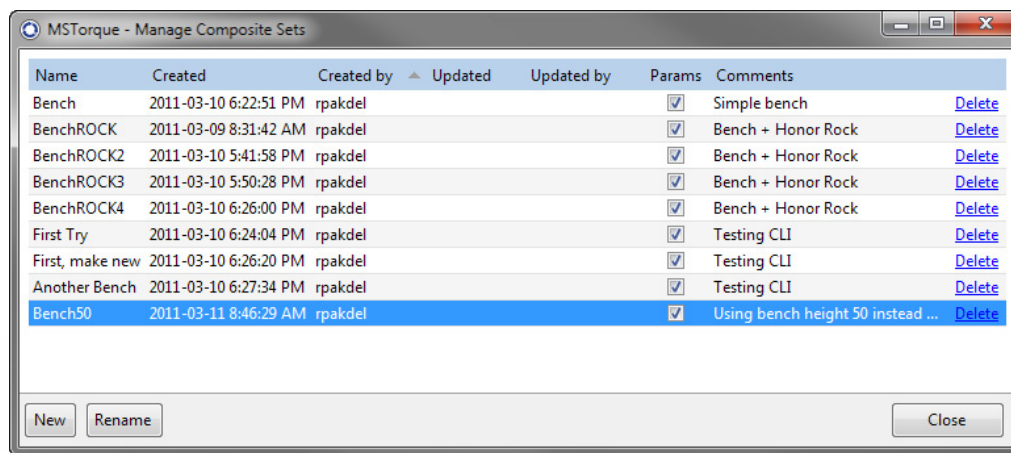 MSTorque - Manage Composite Sets
Name Created Created by Updated Updated by Params Comments
Bench 2011-03-10 6:22:51 PM rpakdel Simple bench Delete
BenchROCK 2011-03-09 8:31:42 AM rpakdel Bench + Honor Rock Delete
BenchROCK2 2011-03-10 5:41:58 PM rpakdel Bench + Honor Rock Delete
BenchROCK3 2011-03-10 5:50:28 PM rpakdel Bench + Honor Rock Delete
BenchROCK4 2011-03-10 6:26:00 PM rpakdel Bench + Honor Rock Delete
First Try 2011-03-10 6:24:04 PM rpakdel Testing CLI Delete
First, make new 2011-03-10 6:26:20 PM rpakdel Testing CLI Delete
Another Bench 2011-03-10 6:27:34 PM rpakdel Testing CLI Delete
Bench50 2011-03-11 8:46:29 AM rpakdel Using bench height 50 instead ... Delete
New Rename Close